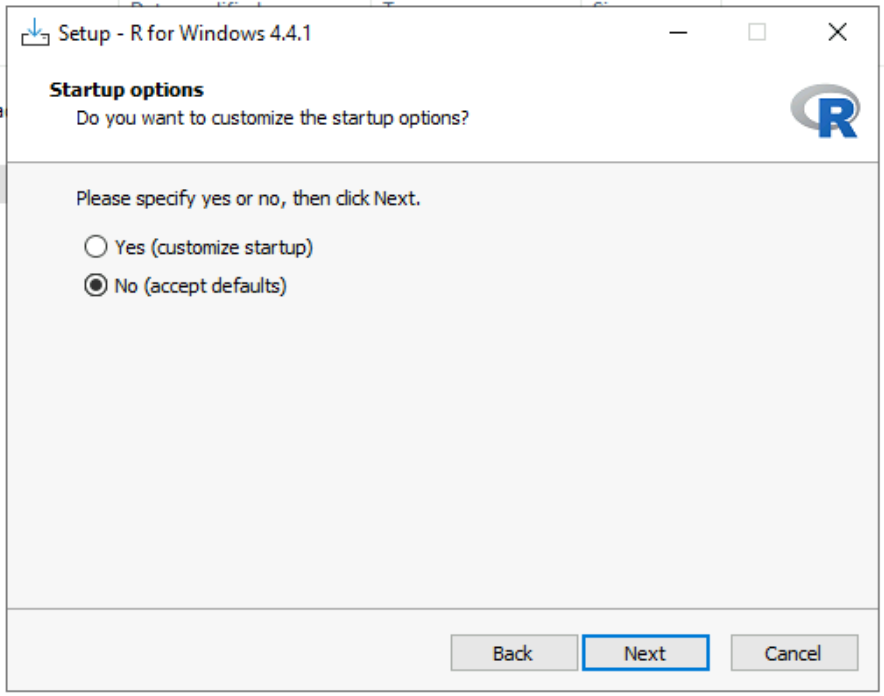 Setup - R for Windows 4.4.1
Startup options
Do you want to customize the startup options?
R
Please specify yes or no, then click Next.
Yes (customize startup)
No (accept defaults)
Back
Next
Cancel